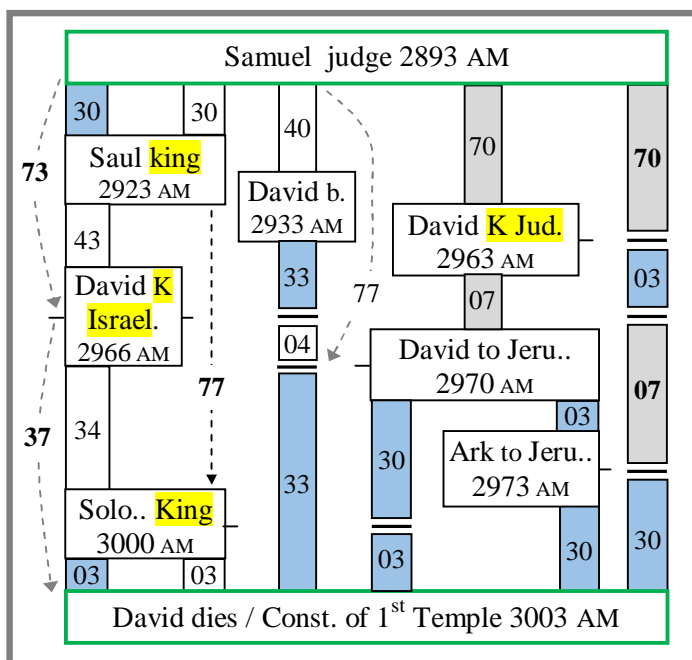 Samuel judge 2893 AM
30
30
40
70
70
Saul king
2923 AM
73
David b.
2933 AM
David K Jud.
2963 AM
43
33
03
David K
Israel.
2966 AM
77
07
04
David to Jeru..
2970 AM
07
77
37
34
33
30
03
Ark to Jeru..
2973 AM
Solo.. King
3000 AM
03
03
03
30
30
David dies / Const. of 1st Temple 3003 AM